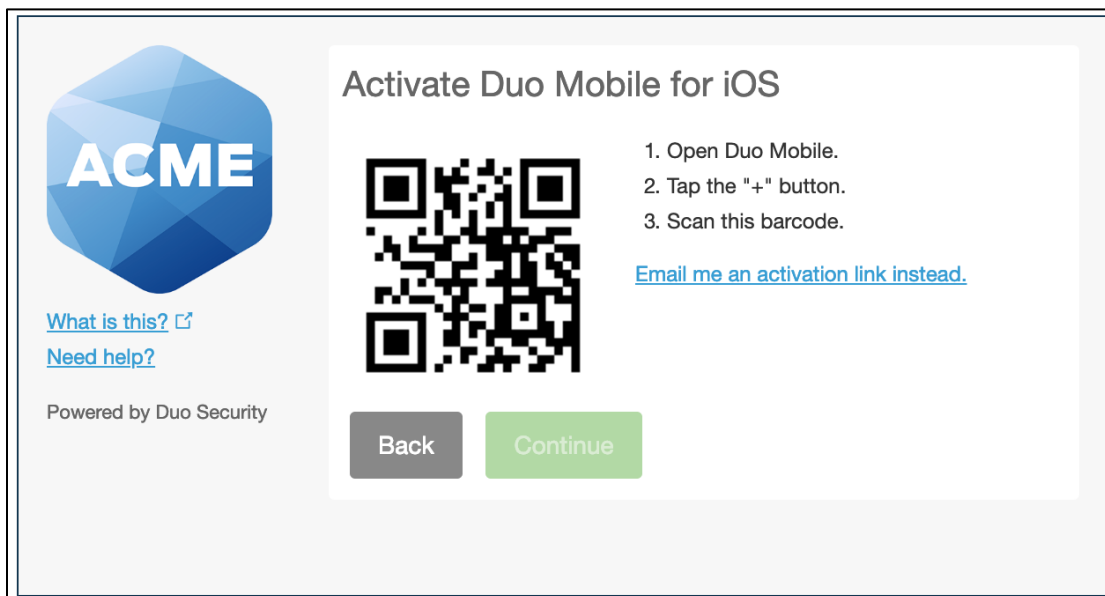 ACME
What is this?
Need help?
Powered by Duo Security
Activate Duo Mobile for iOS
1. Open Duo Mobile.
2. Tap the "+" button.
3. Scan this barcode.
Email me an activation link instead.
Back
Continue